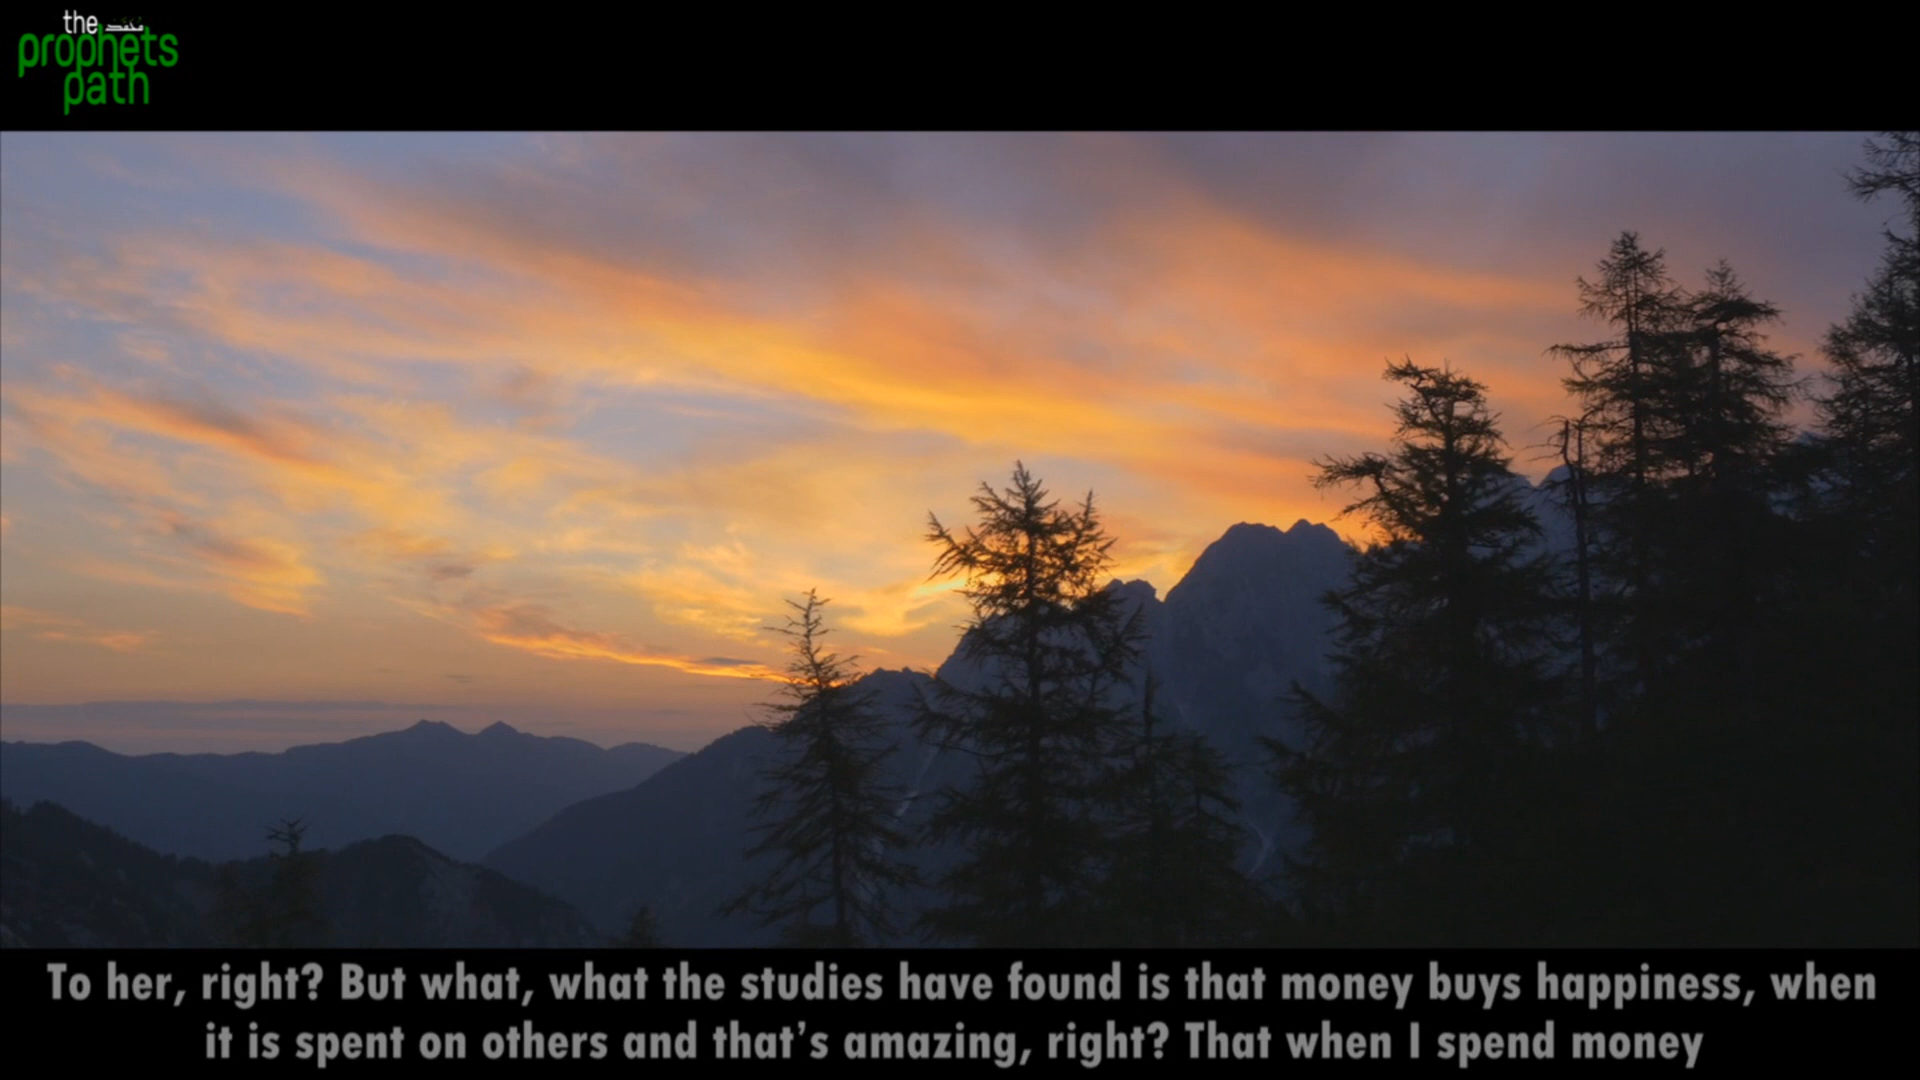 the محمد
prophets
path
To her, right? But what, what the studies have found is that money buys happiness, when
it is spent on others and that's amazing, right? That when I spend money